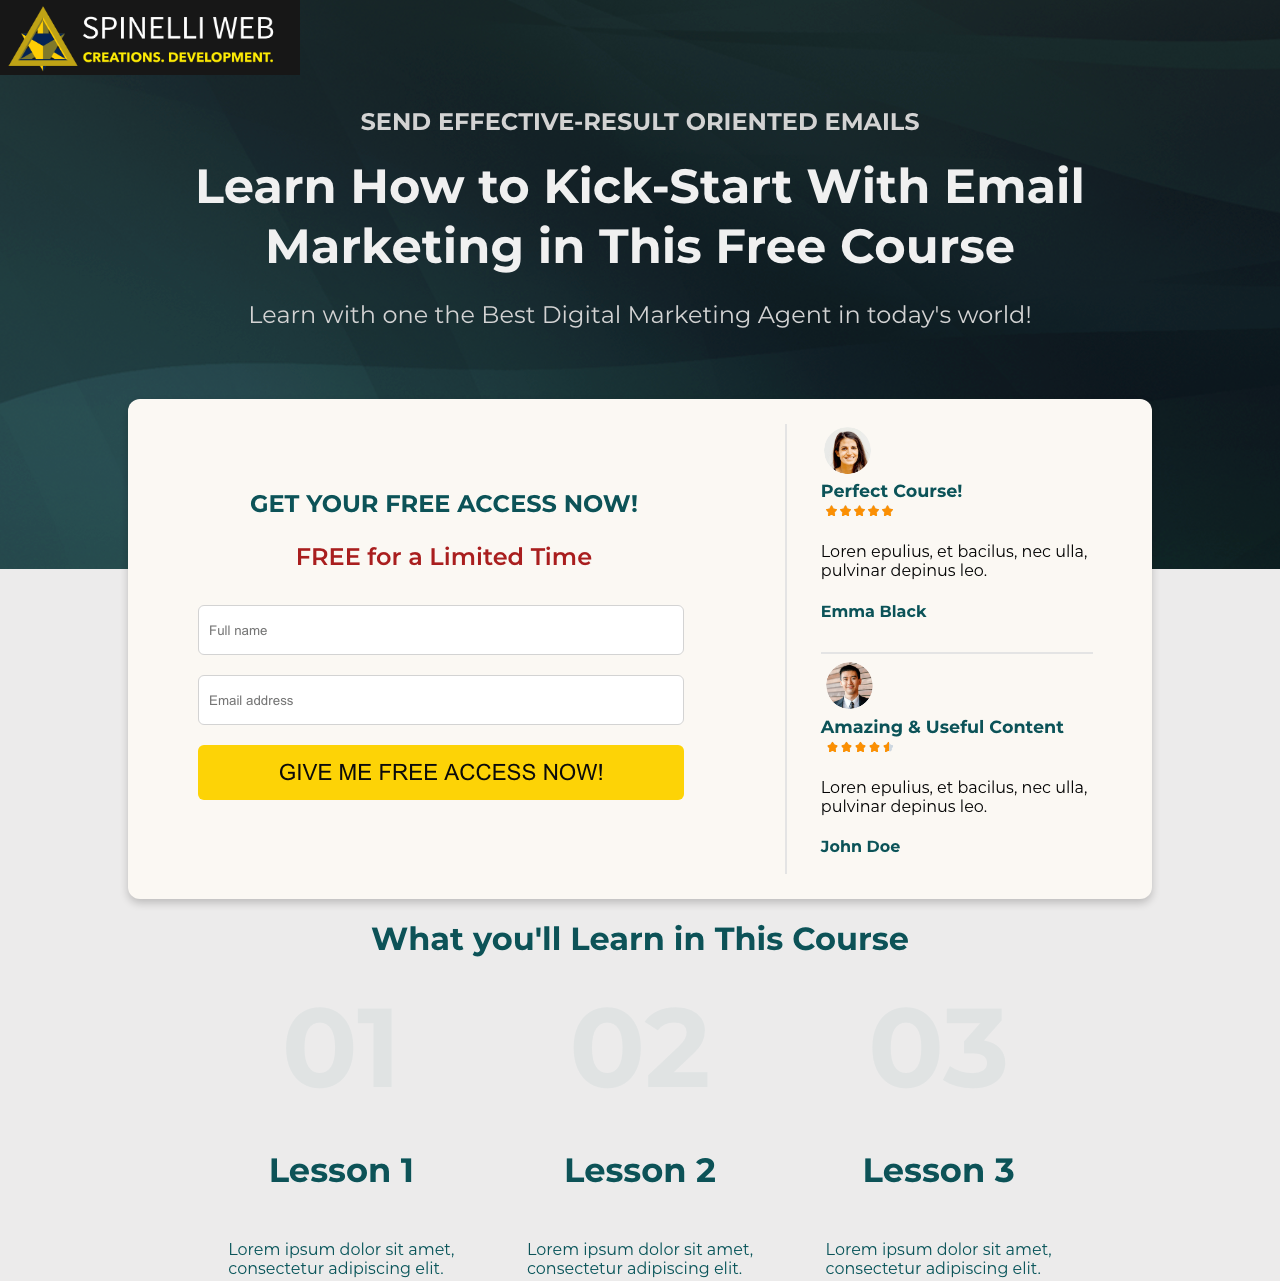 SPINELLI WEB
CREATIONS. DEVELOPMENT.
SEND EFFECTIVE-RESULT ORIENTED EMAILS
Learn How to Kick-Start With Email
Marketing in This Free Course
Learn with one the Best Digital Marketing Agent in today's world!
GET YOUR FREE ACCESS NOW!
FREE for a Limited Time
Full name
Email address
GIVE ME FREE ACCESS NOW!
Perfect Course!
Loren epulius, et bacilus, nec ulla,
pulvinar depinus leo.
Emma Black
Amazing & Useful Content
Loren epulius, et bacilus, nec ulla,
pulvinar depinus leo.
John Doe
What you'll Learn in This Course
01
02
03
Lesson 1
Lesson 2
Lesson 3
Lorem ipsum dolor sit amet,
consectetur adipiscing elit.
Lorem ipsum dolor sit amet,
consectetur adipiscing elit.
Lorem ipsum dolor sit amet,
consectetur adipiscing elit.